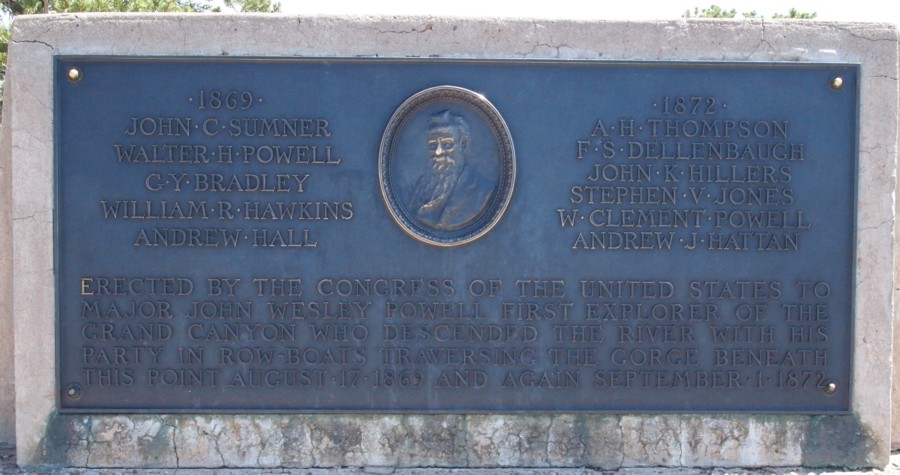 ·1869·
JOHN·C·SUMNER
WALTER·H·POWELL
C·Y·BRADLEY
WILLIAM·R·HAWKINS
ANDREW·HALL
·1872·
A·H·THOMPSON
F·S·DELLENBAUGH
JOHN·K·HILLERS
STEPHEN·V·JONES
W·CLEMENT·POWELL
ANDREW·J·HATTAN
ERECTED BY THE CONGRESS OF THE UNITED STATES TO
MAJOR JOHN WESLEY POWELL FIRST EXPLORER OF THE
GRAND CANYON WHO DESCENDED THE RIVER WITH HIS
PARTY IN ROW-BOATS TRAVERSING THE GORGE BENEATH
THIS POINT AUGUST·17·1869 AND AGAIN SEPTEMBER·1·1872